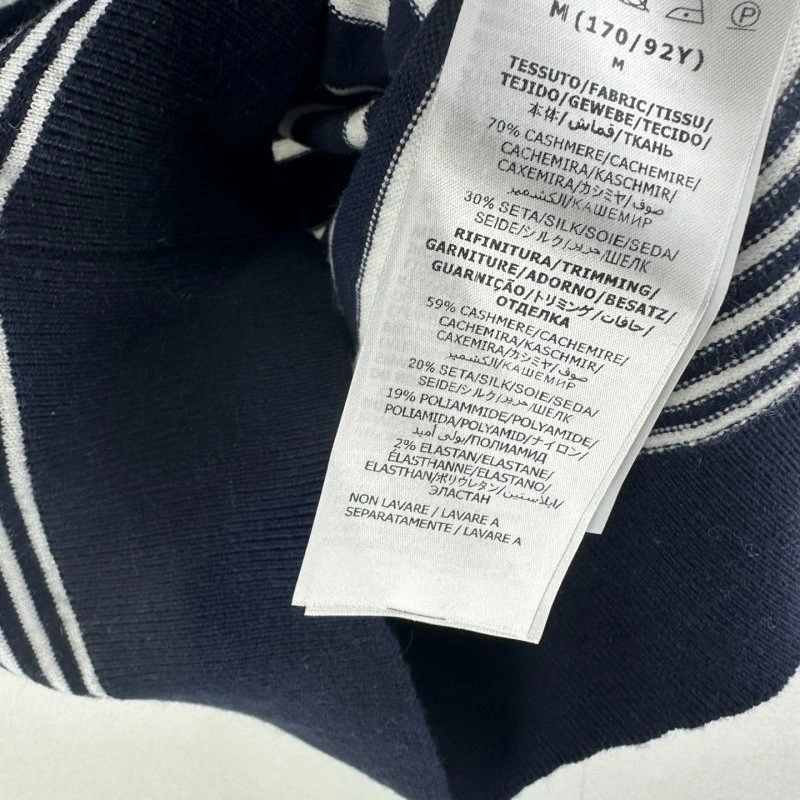 M (170/92Y)
M
TESSUTO/FABRIC/TISSU/
TEJIDO/GEWEBE/TECIDO/
本体/قماش/ТКАНЬ
70% CASHMERE/CACHEMIRE/
CACHEMIRA/KASCHMIR/
CAXEMIRA/カシミヤ/صوف
الكشمير/КАШЕМИР
30% SETA/SILK/SOIE/SEDA/
SEIDE/シルク/حرير/ШЕЛК
RIFINITURA/TRIMMING/
GARNITURE/ADORNO/BESATZ/
GUARNIÇÃO/トリミング/حافات/
ОТДЕЛКА
59% CASHMERE/CACHEMIRE/
CACHEMIRA/KASCHMIR/
CAXEMIRA/カシミヤ/صوف
الكشمير/КАШЕМИР
20% SETA/SILK/SOIE/SEDA/
SEIDE/シルク/حرير/ШЕЛК
19% POLIAMMIDE/POLYAMIDE/
POLIAMIDA/POLYAMID/ナイロン/
بولي أميد/ПОЛИАМИД
2% ELASTAN/ELASTANE/
ÉLASTHANNE/ELASTANO/
ELASTHAN/ポリウレタン/ايلاستين/
ЭЛАСТАН
NON LAVARE / LAVARE A
SEPARATAMENTE / LAVARE A
P